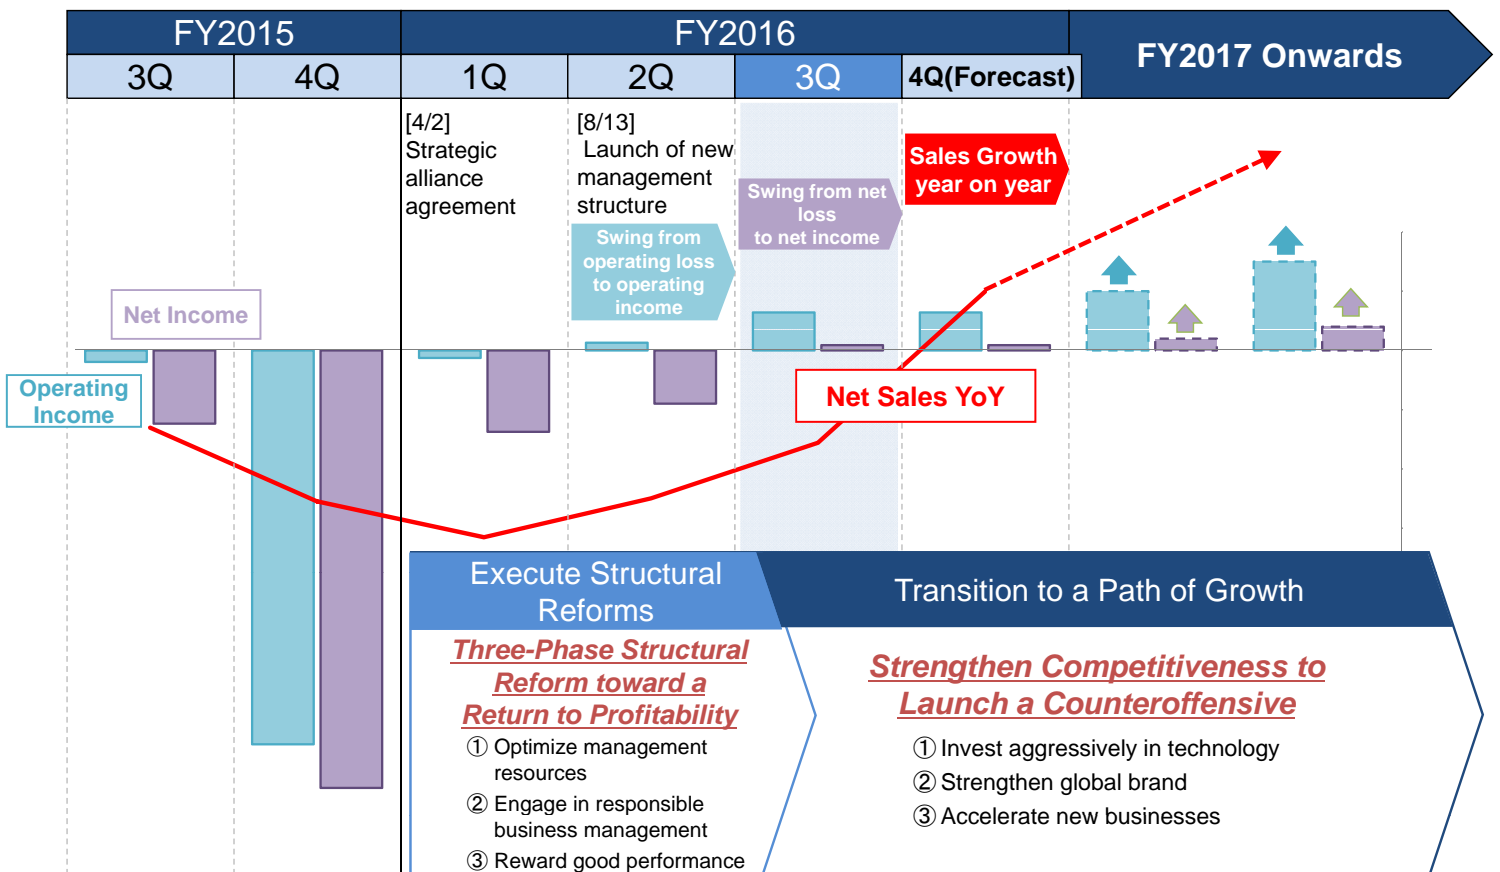 FY2015
FY2016
FY2017 Onwards
3Q
4Q
1Q
2Q
3Q
4Q(Forecast)
[4/2]
Strategic
alliance
agreement
[8/13]
Launch of new
management
structure
Swing from
operating loss
to operating
income
Swing from net
loss
to net income
Sales Growth
year on year
Net Income
Operating
Income
Net Sales YoY
Execute Structural
Reforms
Three-Phase Structural
Reform toward a
Return to Profitability
① Optimize management
resources
② Engage in responsible
business management
③ Reward good performance
Transition to a Path of Growth
Strengthen Competitiveness to
Launch a Counteroffensive
① Invest aggressively in technology
② Strengthen global brand
③ Accelerate new businesses